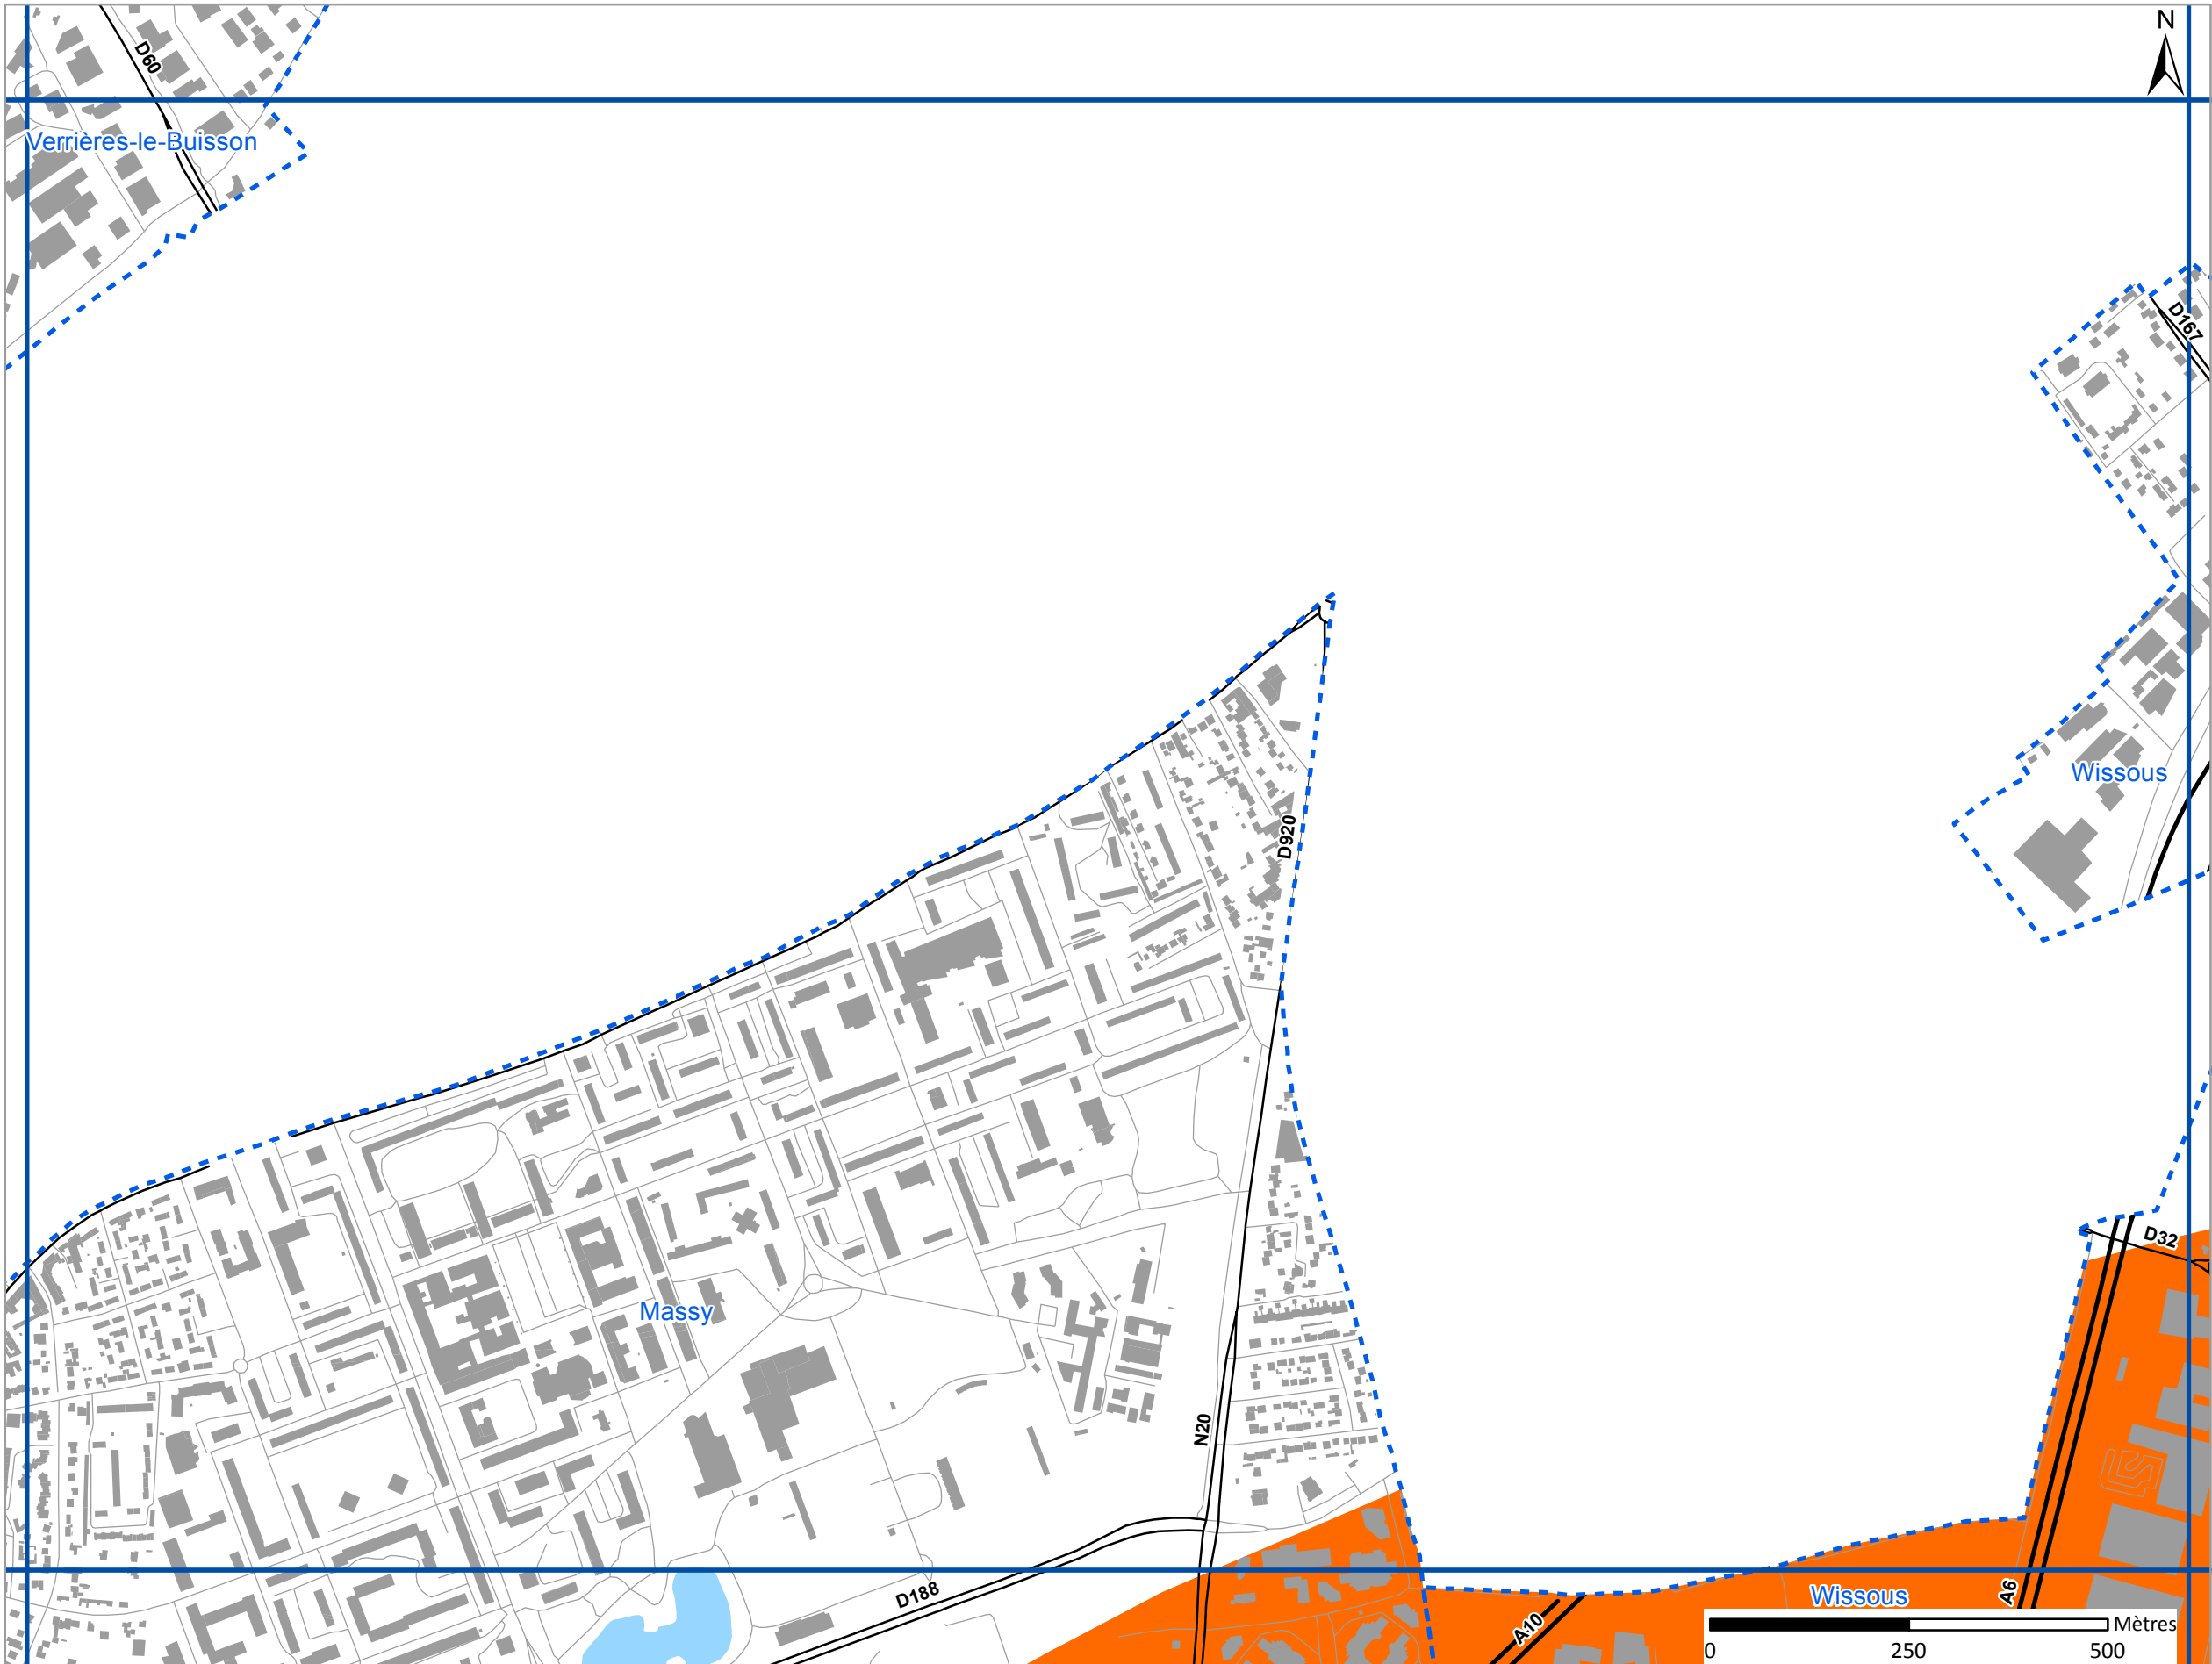 N
D60
Verrières-le-Buisson
D167
Wissous
D920
D32
Massy
N20
D188
Wissous
A6
A10
Mètres
0 250 500